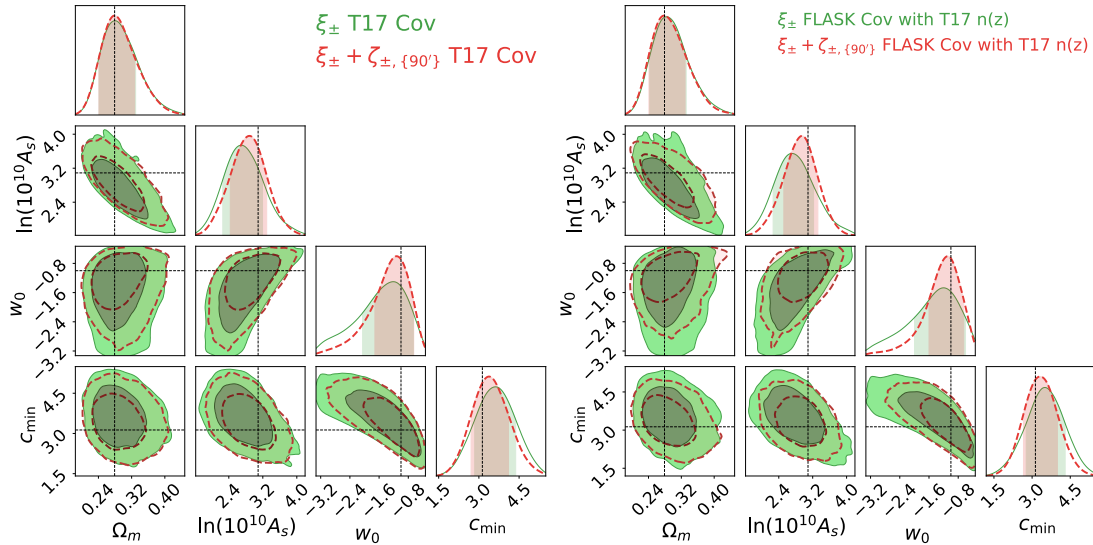 ξ± T17 Cov
ξ± + ζ±, {90′} T17 Cov
4.0
3.2
2.4
ln(10¹⁰Aₛ)
−0.8
−1.6
−2.4
−3.2
w₀
4.5
3.0
1.5
c_min
0.24 0.32 0.40
Ωₘ
2.4 3.2 4.0
ln(10¹⁰Aₛ)
−3.2 −2.4 −1.6 −0.8
w₀
3.0 4.5
c_min
ξ± FLASK Cov with T17 n(z)
ξ± + ζ±, {90′} FLASK Cov with T17 n(z)
4.0
3.2
2.4
ln(10¹⁰Aₛ)
−0.8
−1.6
−2.4
−3.2
w₀
4.5
3.0
1.5
c_min
0.24 0.32 0.40
Ωₘ
2.4 3.2 4.0
ln(10¹⁰Aₛ)
−3.2 −2.4 −1.6 −0.8
w₀
1.5 3.0 4.5
c_min